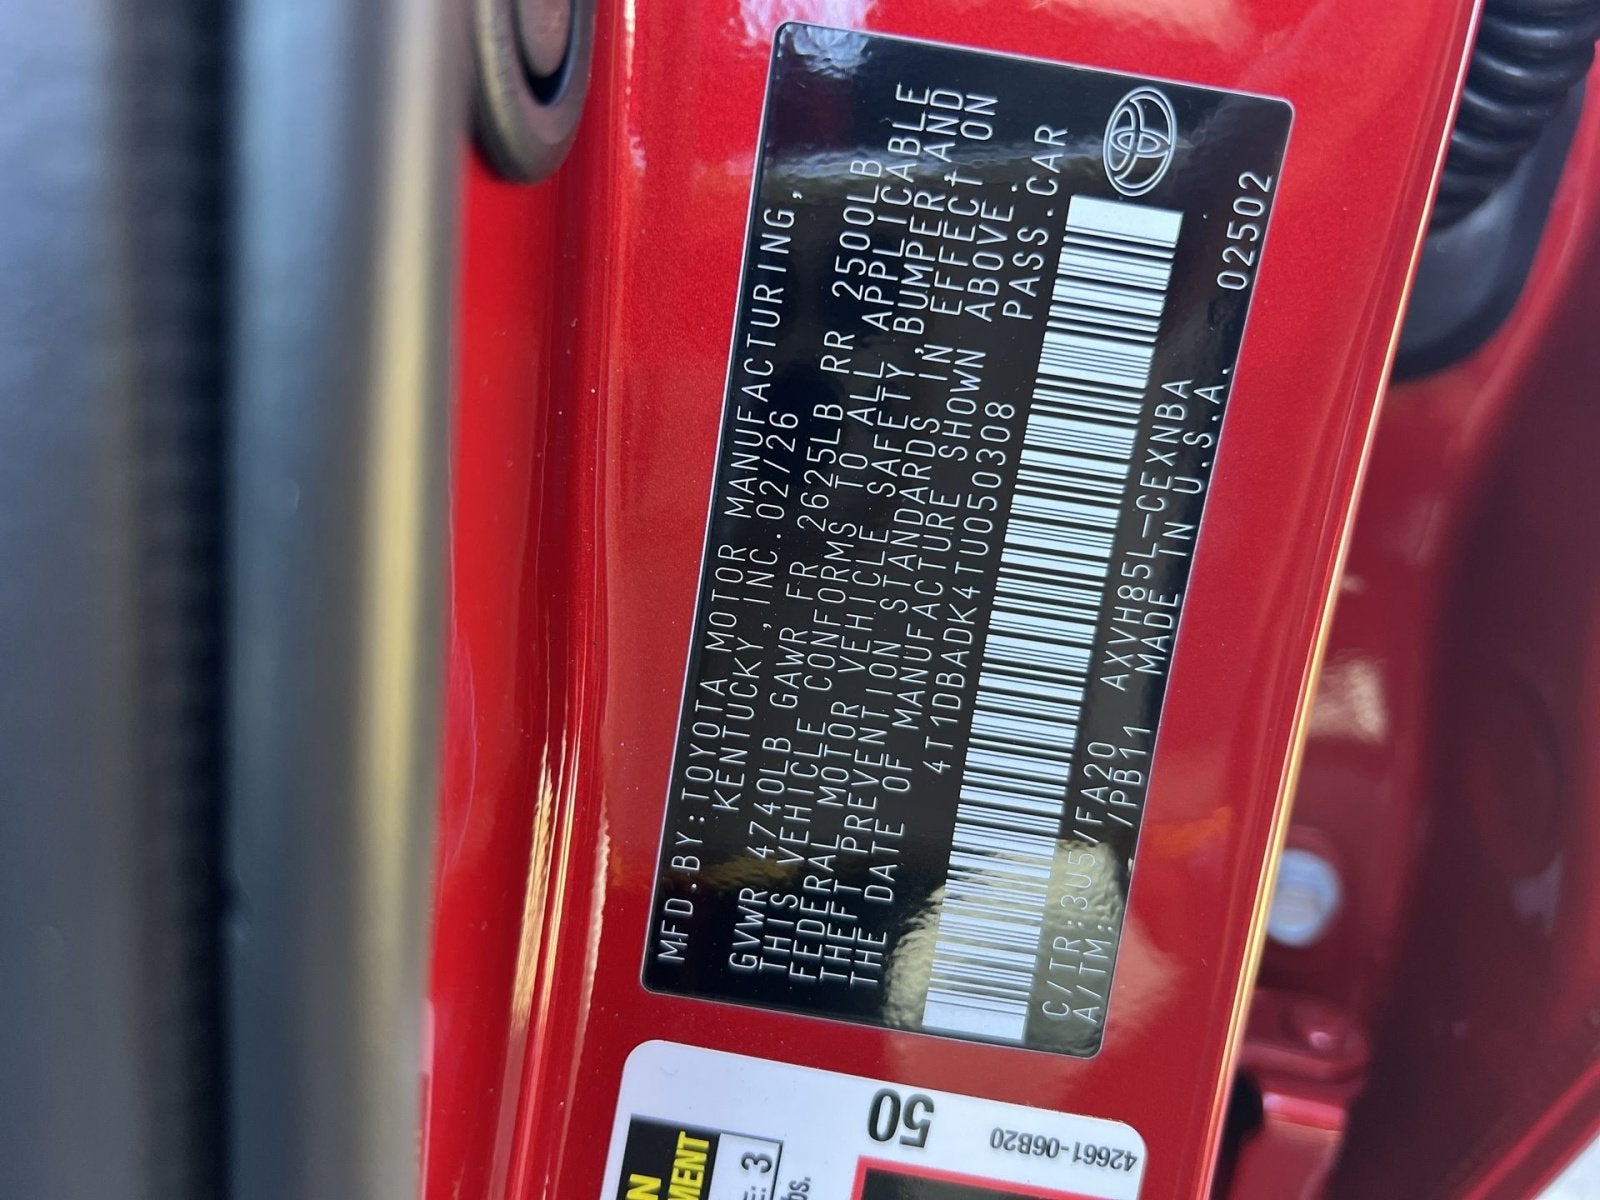 MFD.BY:TOYOTA MOTOR MANUFACTURING,
KENTUCKY,INC.02/26
GVWR 4740LB GAWR FR 2625LB RR 2500LB
THIS VEHICLE CONFORMS TO ALL APPLICABLE
FEDERAL MOTOR VEHICLE SAFETY,BUMPER,AND
THEFT PREVENTION STANDARDS IN EFFECT ON
THE DATE OF MANUFACTURE SHOWN ABOVE.
4T1DBADK4TU050308 PASS.CAR
C/TR:3U5/FA20 AXVH85L-CEXNBA
A/TM: /PB11 MADE IN U.S.A. 02502
50
42661-06B20